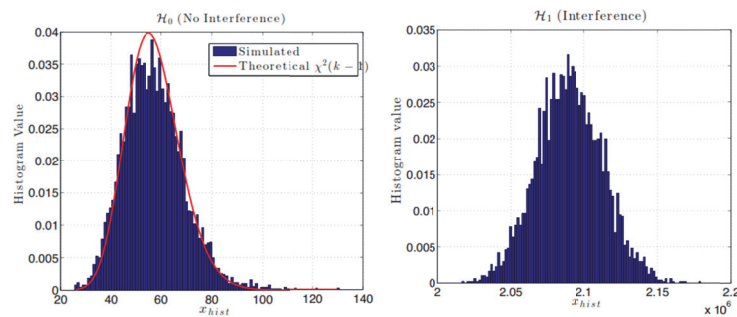 ℋ₀ (No Interference)
Histogram Value
0.04
0.035
0.03
0.025
0.02
0.015
0.01
0.005
0
Simulated
Theoretical χ²(k − 1)
20 40 60 80 100 120 140
x_hist
ℋ₁ (Interference)
Histogram value
0.035
0.03
0.025
0.02
0.015
0.01
0.005
0
2 2.05 2.1 2.15 2.2
x_hist
x 10⁶